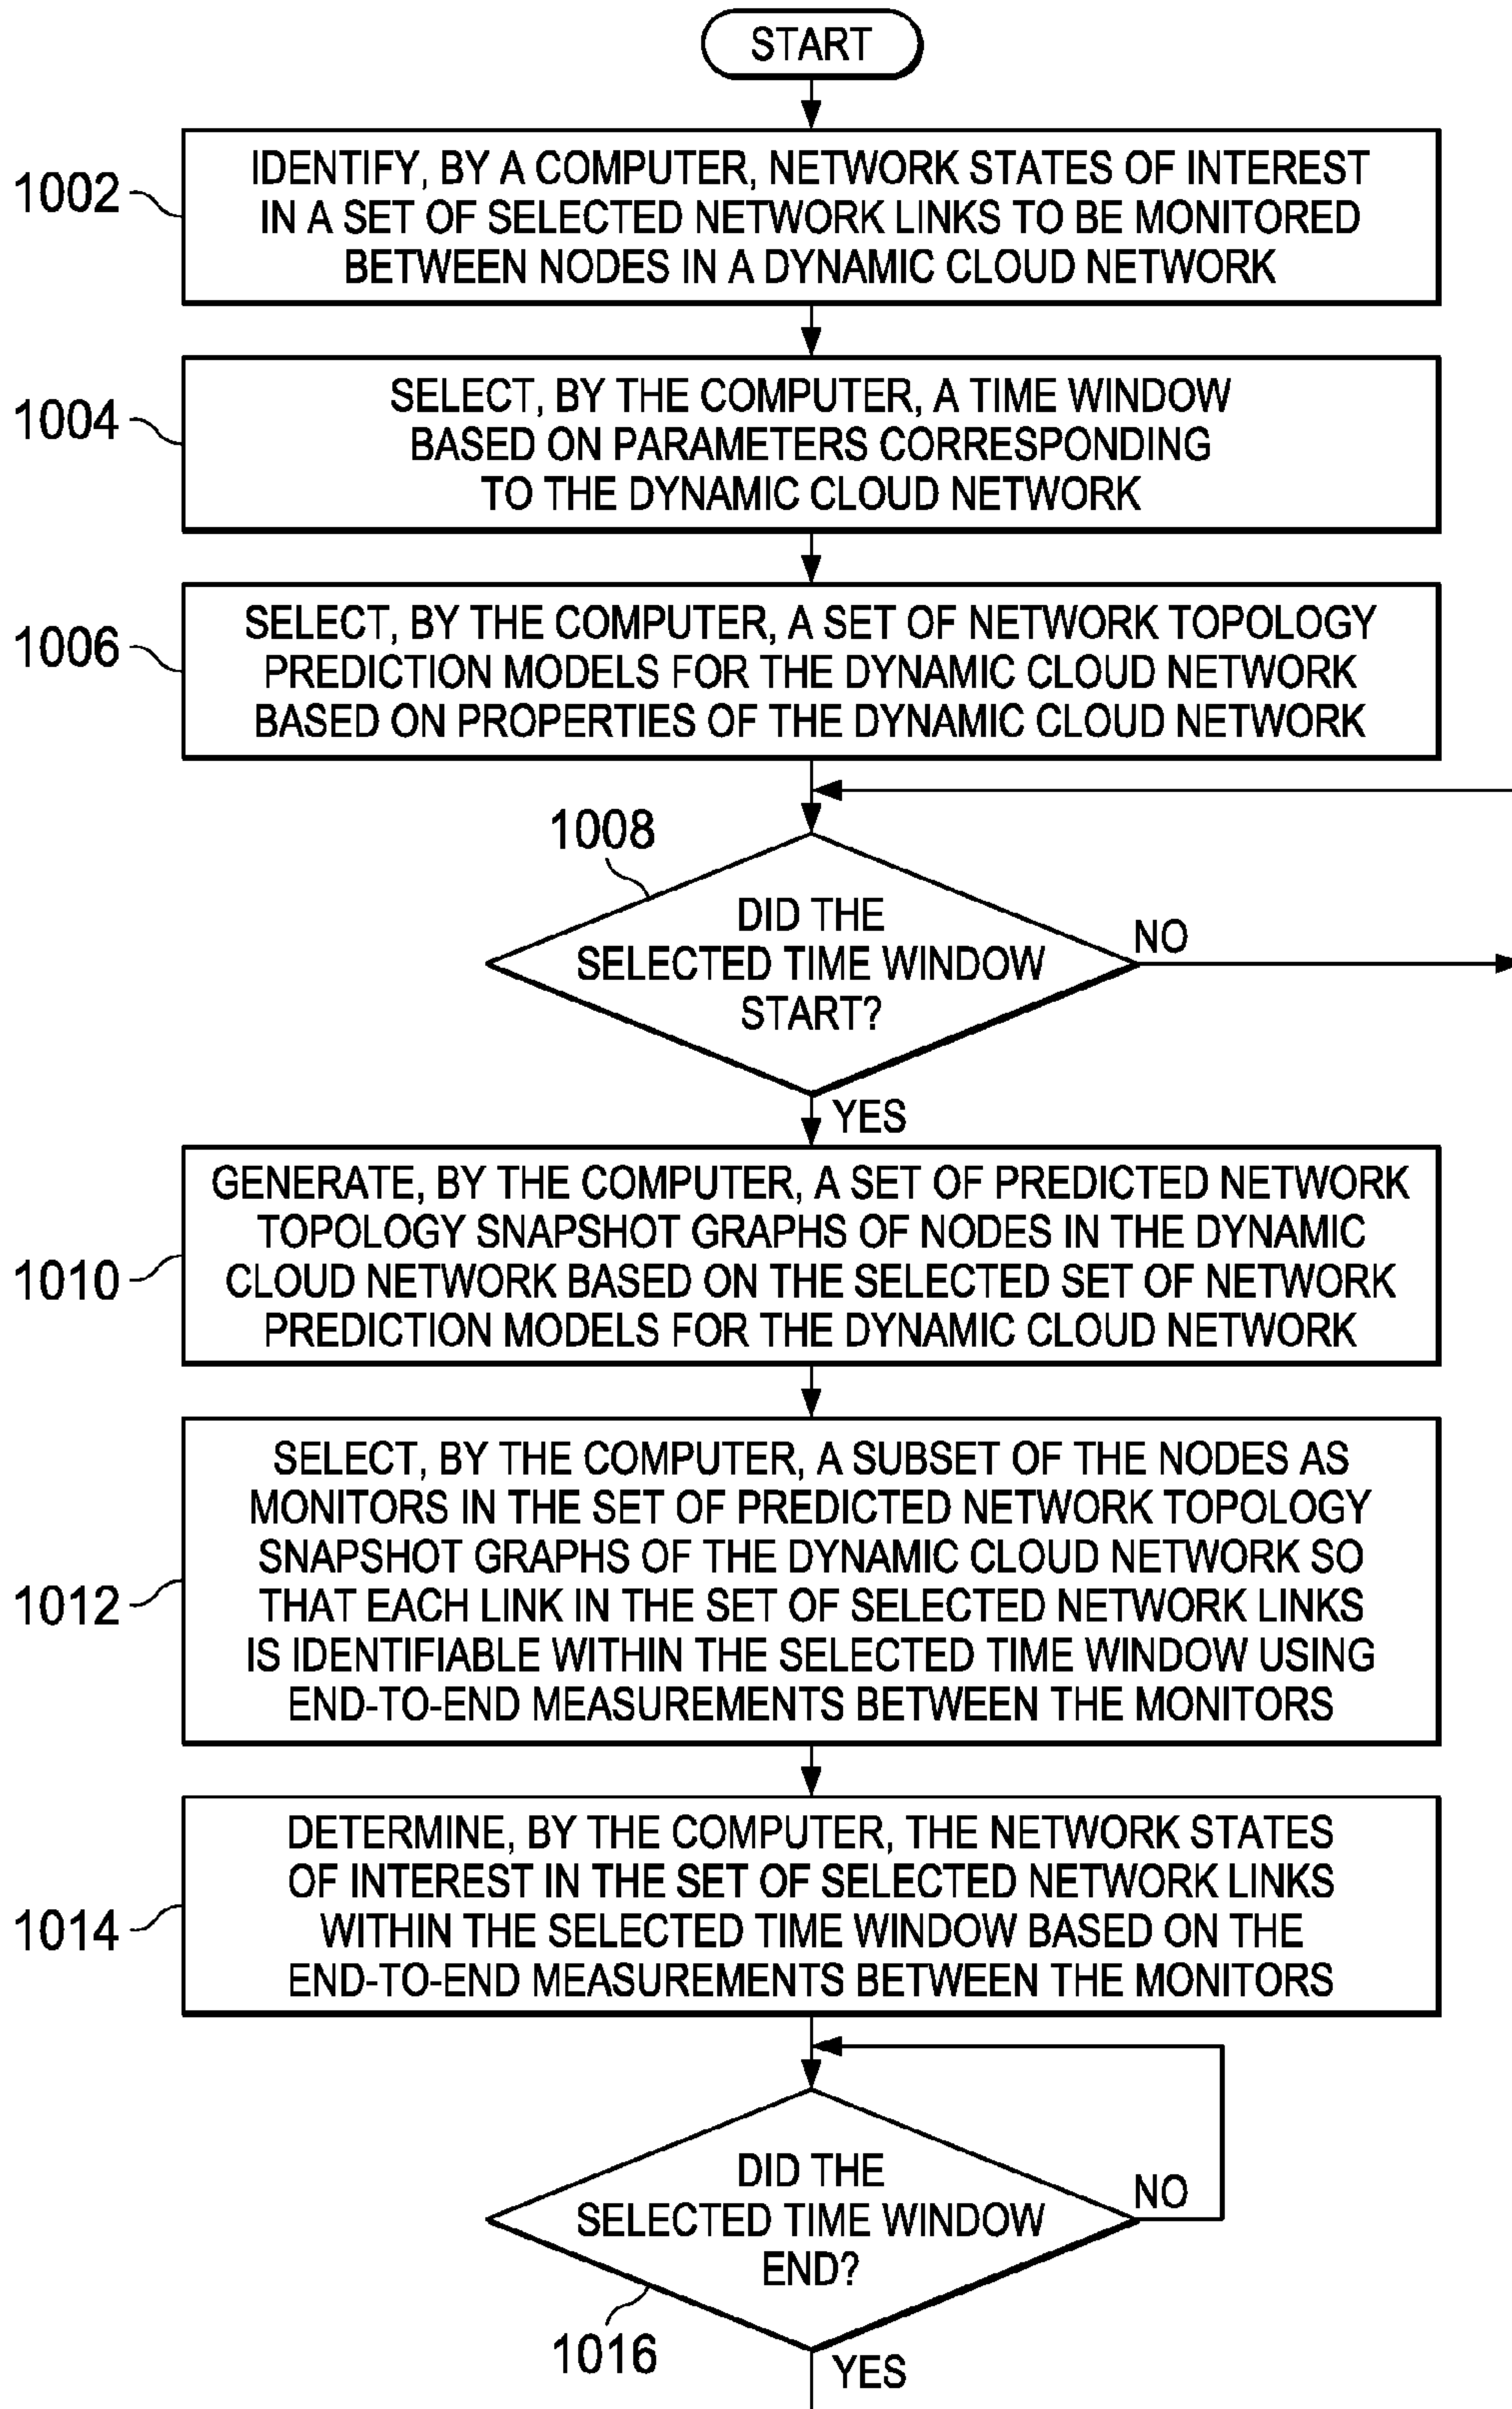 START
1002
IDENTIFY, BY A COMPUTER, NETWORK STATES OF INTEREST
IN A SET OF SELECTED NETWORK LINKS TO BE MONITORED
BETWEEN NODES IN A DYNAMIC CLOUD NETWORK
1004
SELECT, BY THE COMPUTER, A TIME WINDOW
BASED ON PARAMETERS CORRESPONDING
TO THE DYNAMIC CLOUD NETWORK
1006
SELECT, BY THE COMPUTER, A SET OF NETWORK TOPOLOGY
PREDICTION MODELS FOR THE DYNAMIC CLOUD NETWORK
BASED ON PROPERTIES OF THE DYNAMIC CLOUD NETWORK
1008
DID THE
SELECTED TIME WINDOW
START?
NO
YES
1010
GENERATE, BY THE COMPUTER, A SET OF PREDICTED NETWORK
TOPOLOGY SNAPSHOT GRAPHS OF NODES IN THE DYNAMIC
CLOUD NETWORK BASED ON THE SELECTED SET OF NETWORK
PREDICTION MODELS FOR THE DYNAMIC CLOUD NETWORK
1012
SELECT, BY THE COMPUTER, A SUBSET OF THE NODES AS
MONITORS IN THE SET OF PREDICTED NETWORK TOPOLOGY
SNAPSHOT GRAPHS OF THE DYNAMIC CLOUD NETWORK SO
THAT EACH LINK IN THE SET OF SELECTED NETWORK LINKS
IS IDENTIFIABLE WITHIN THE SELECTED TIME WINDOW USING
END-TO-END MEASUREMENTS BETWEEN THE MONITORS
1014
DETERMINE, BY THE COMPUTER, THE NETWORK STATES
OF INTEREST IN THE SET OF SELECTED NETWORK LINKS
WITHIN THE SELECTED TIME WINDOW BASED ON THE
END-TO-END MEASUREMENTS BETWEEN THE MONITORS
DID THE
SELECTED TIME WINDOW
END?
NO
1016
YES